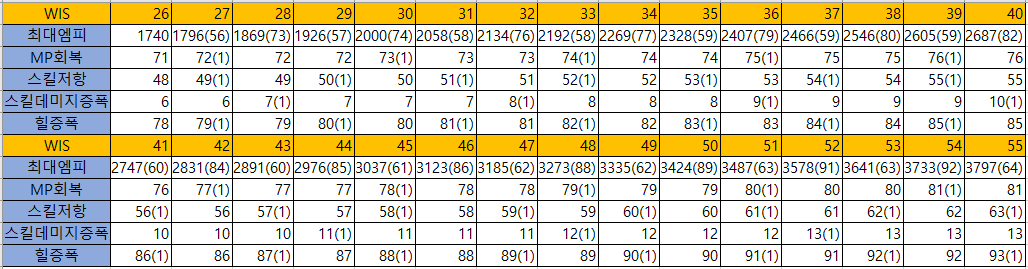 WIS 26 27 28 29 30 31 32 33 34 35 36 37 38 39 40
최대엠피 1740 1796(56) 1869(73) 1926(57) 2000(74) 2058(58) 2134(76) 2192(58) 2269(77) 2328(59) 2407(79) 2466(59) 2546(80) 2605(59) 2687(82)
MP회복 71 72(1) 72 72 73(1) 73 73 74(1) 74 74 75(1) 75 75 76(1) 76
스킬저항 48 49(1) 49 50(1) 50 51(1) 51 52(1) 52 53(1) 53 54(1) 54 55(1) 55
스킬데미지증폭 6 6 7(1) 7 7 7 8(1) 8 8 8 9(1) 9 9 9 10(1)
힐증폭 78 79(1) 79 80(1) 80 81(1) 81 82(1) 82 83(1) 83 84(1) 84 85(1) 85
WIS 41 42 43 44 45 46 47 48 49 50 51 52 53 54 55
최대엠피 2747(60) 2831(84) 2891(60) 2976(85) 3037(61) 3123(86) 3185(62) 3273(88) 3335(62) 3424(89) 3487(63) 3578(91) 3641(63) 3733(92) 3797(64)
MP회복 76 77(1) 77 77 78(1) 78 78 79(1) 79 79 80(1) 80 80 81(1) 81
스킬저항 56(1) 56 57(1) 57 58(1) 58 59(1) 59 60(1) 60 61(1) 61 62(1) 62 63(1)
스킬데미지증폭 10 10 10 11(1) 11 11 11 12(1) 12 12 12 13(1) 13 13 13
힐증폭 86(1) 86 87(1) 87 88(1) 88 89(1) 89 90(1) 90 91(1) 91 92(1) 92 93(1)